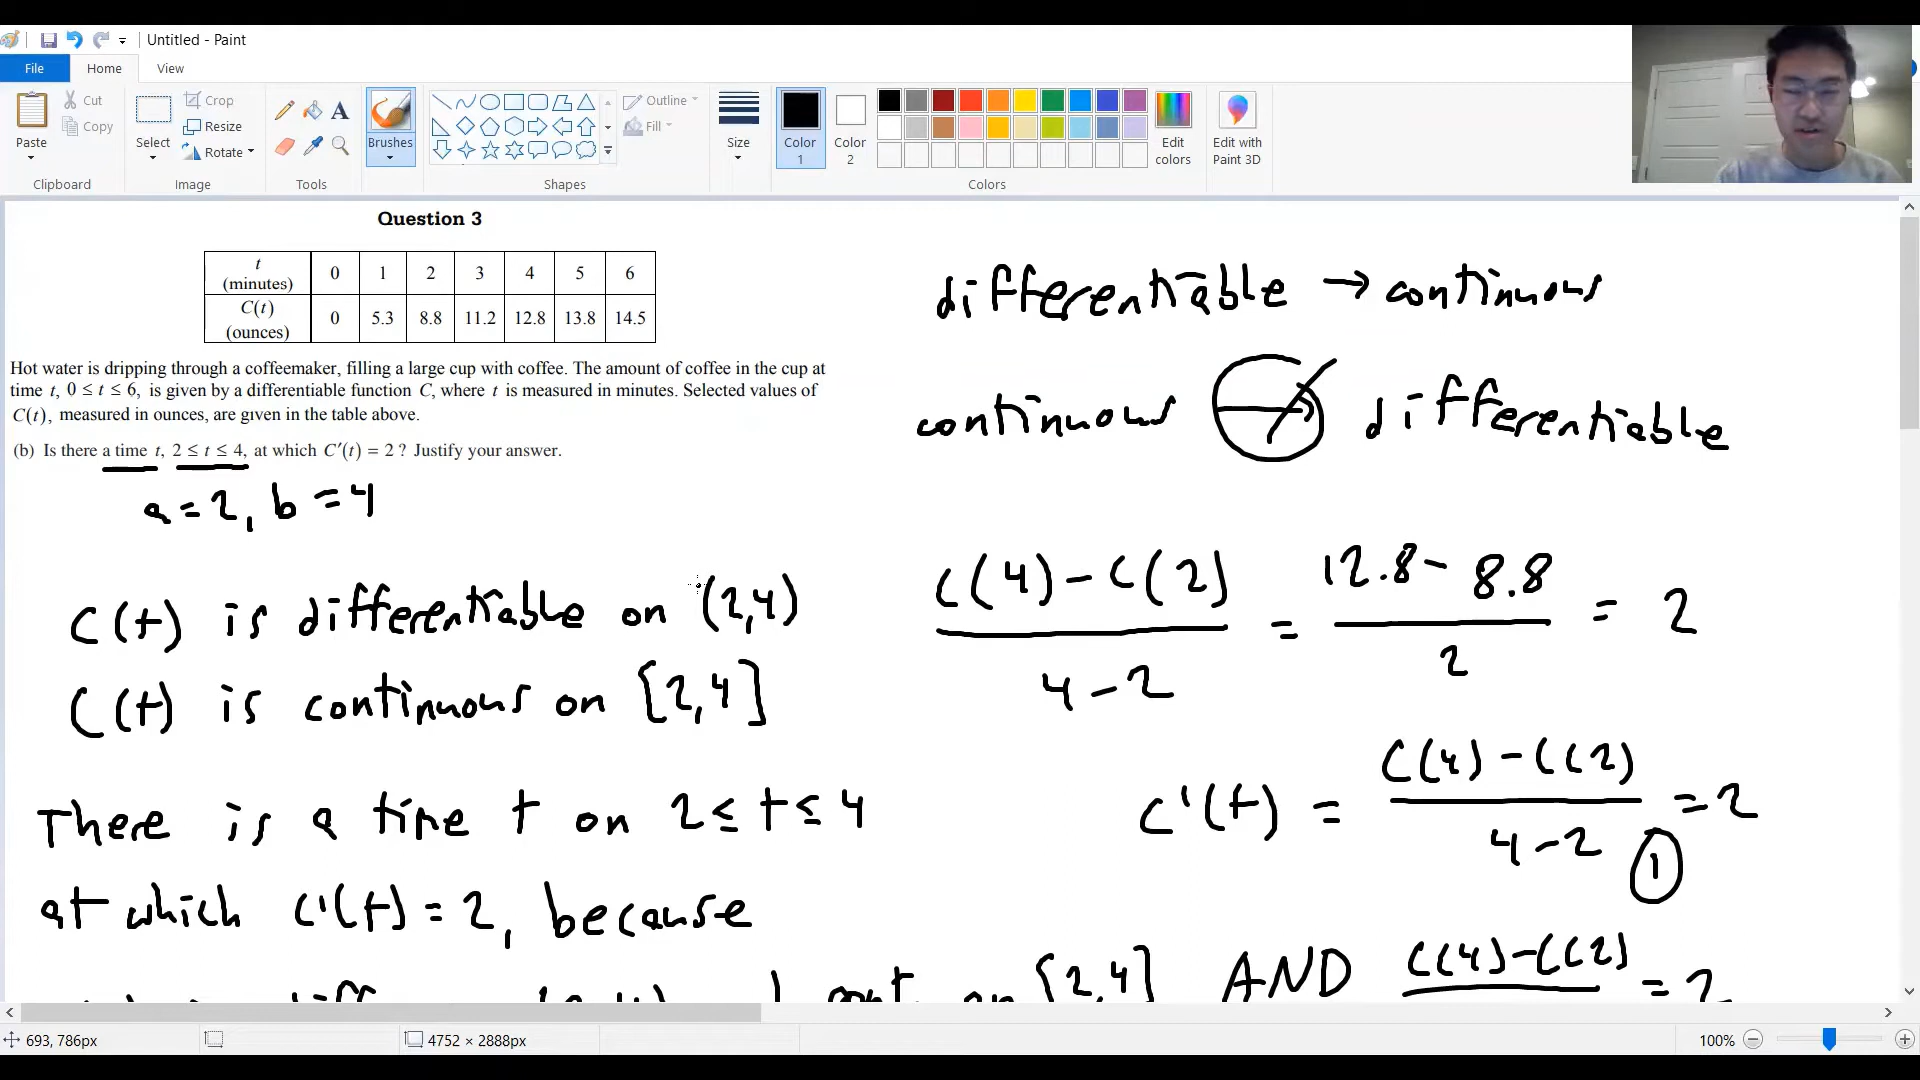 Untitled - Paint
File Home View
Cut
Copy
Paste
Clipboard
Select
Crop
Resize
Rotate
Image
Tools
Brushes
Outline
Fill
Shapes
Size
Color 1
Color 2
Edit colors
Edit with Paint 3D
Colors
Question 3
t (minutes) 0 1 2 3 4 5 6
C(t) (ounces) 0 5.3 8.8 11.2 12.8 13.8 14.5
Hot water is dripping through a coffeemaker, filling a large cup with coffee. The amount of coffee in the cup at
time t, 0 ≤ t ≤ 6, is given by a differentiable function C, where t is measured in minutes. Selected values of
C(t), measured in ounces, are given in the table above.
(b) Is there a time t, 2 ≤ t ≤ 4, at which C′(t) = 2 ? Justify your answer.
a = 2, b = 4
C(t) is differentiable on (2,4)
C(t) is continuous on [2,4]
There is a time t on 2 ≤ t ≤ 4
at which C'(t) = 2, because
differentiable → continuous
continuous → differentiable
C(4) - C(2)
4 - 2
=
12.8 - 8.8
2
= 2
C'(t) =
C(4) - C(2)
4 - 2
= 2
1
cont. on [2,4] AND
C(4) - C(2)
= 2
693, 786px
4752 × 2888px
100%